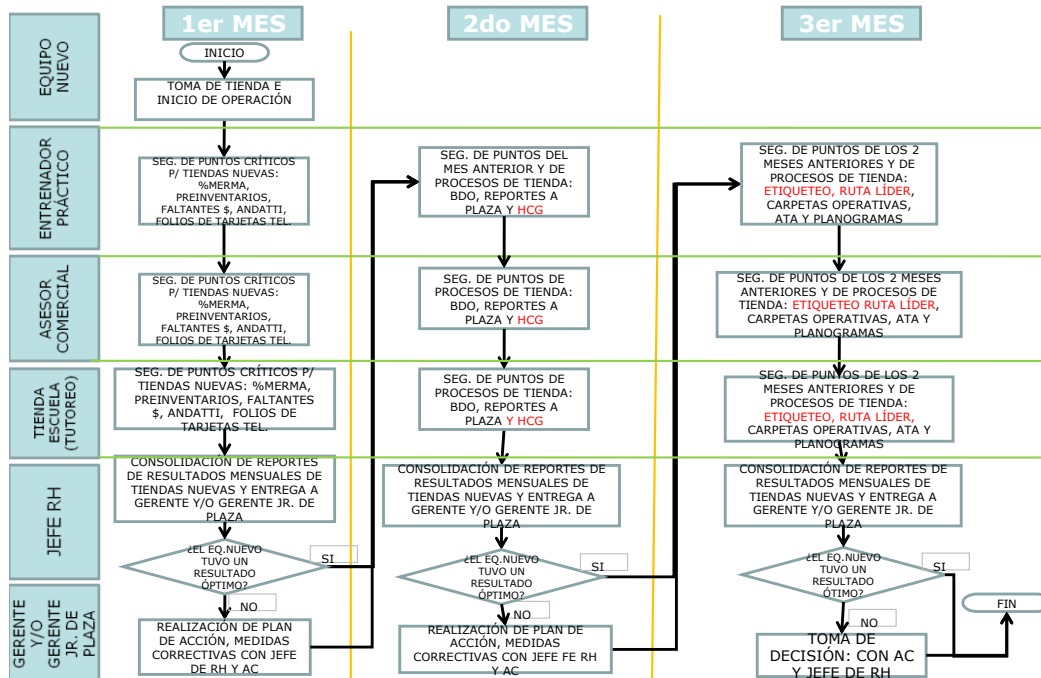 1er MES
2do MES
3er MES
EQUIPO
NUEVO
INICIO
TOMA DE TIENDA E
INICIO DE OPERACIÓN
ENTRENADOR
PRÁCTICO
SEG. DE PUNTOS CRÍTICOS
P/ TIENDAS NUEVAS:
%MERMA,
PREINVENTARIOS,
FALTANTES $, ANDATTI,
FOLIOS DE TARJETAS TEL.
SEG. DE PUNTOS DEL
MES ANTERIOR Y DE
PROCESOS DE TIENDA:
BDO, REPORTES A
PLAZA Y HCG
SEG. DE PUNTOS DE LOS 2
MESES ANTERIORES Y DE
PROCESOS DE TIENDA:
ETIQUETEO, RUTA LÍDER,
CARPETAS OPERATIVAS,
ATA Y PLANOGRAMAS
ASESOR
COMERCIAL
SEG. DE PUNTOS CRÍTICOS
P/ TIENDAS NUEVAS:
%MERMA,
PREINVENTARIOS,
FALTANTES $, ANDATTI,
FOLIOS DE TARJETAS TEL.
SEG. DE PUNTOS DE
PROCESOS DE TIENDA:
BDO, REPORTES A
PLAZA Y HCG
SEG. DE PUNTOS DE LOS 2 MESES
ANTERIORES Y DE PROCESOS DE
TIENDA: ETIQUETEO RUTA LÍDER,
CARPETAS OPERATIVAS, ATA Y
PLANOGRAMAS
TIENDA
ESCUELA
(TUTOREO)
SEG. DE PUNTOS CRÍTICOS P/
TIENDAS NUEVAS: %MERMA,
PREINVENTARIOS, FALTANTES
$, ANDATTI, FOLIOS DE
TARJETAS TEL.
SEG. DE PUNTOS DE
PROCESOS DE TIENDA:
BDO, REPORTES A
PLAZA Y HCG
SEG. DE PUNTOS DE LOS 2
MESES ANTERIORES Y DE
PROCESOS DE TIENDA:
ETIQUETEO, RUTA LÍDER,
CARPETAS OPERATIVAS, ATA Y
PLANOGRAMAS
JEFE RH
CONSOLIDACIÓN DE REPORTES
DE RESULTADOS MENSUALES DE
TIENDAS NUEVAS Y ENTREGA A
GERENTE Y/O GERENTE JR. DE
PLAZA
CONSOLIDACIÓN DE REPORTES DE
RESULTADOS MENSUALES DE
TIENDAS NUEVAS Y ENTREGA A
GERENTE Y/O GERENTE JR. DE
PLAZA
CONSOLIDACIÓN DE REPORTES DE
RESULTADOS MENSUALES DE
TIENDAS NUEVAS Y ENTREGA A
GERENTE Y/O GERENTE JR. DE
PLAZA
¿EL EQ.NUEVO
TUVO UN
RESULTADO
ÓPTIMO?
SI
¿EL EQ.NUEVO
TUVO UN
RESULTADO
ÓPTIMO?
SI
¿EL EQ.NUEVO
TUVO UN
RESULTADO
ÓTIMO?
SI
NO
NO
NO
FIN
GERENTE
Y/O
GERENTE
JR. DE
PLAZA
REALIZACIÓN DE PLAN
DE ACCIÓN, MEDIDAS
CORRECTIVAS CON JEFE
DE RH Y AC
REALIZACIÓN DE PLAN DE
ACCIÓN, MEDIDAS
CORRECTIVAS CON JEFE FE RH
Y AC
TOMA DE
DECISIÓN: CON AC
Y JEFE DE RH